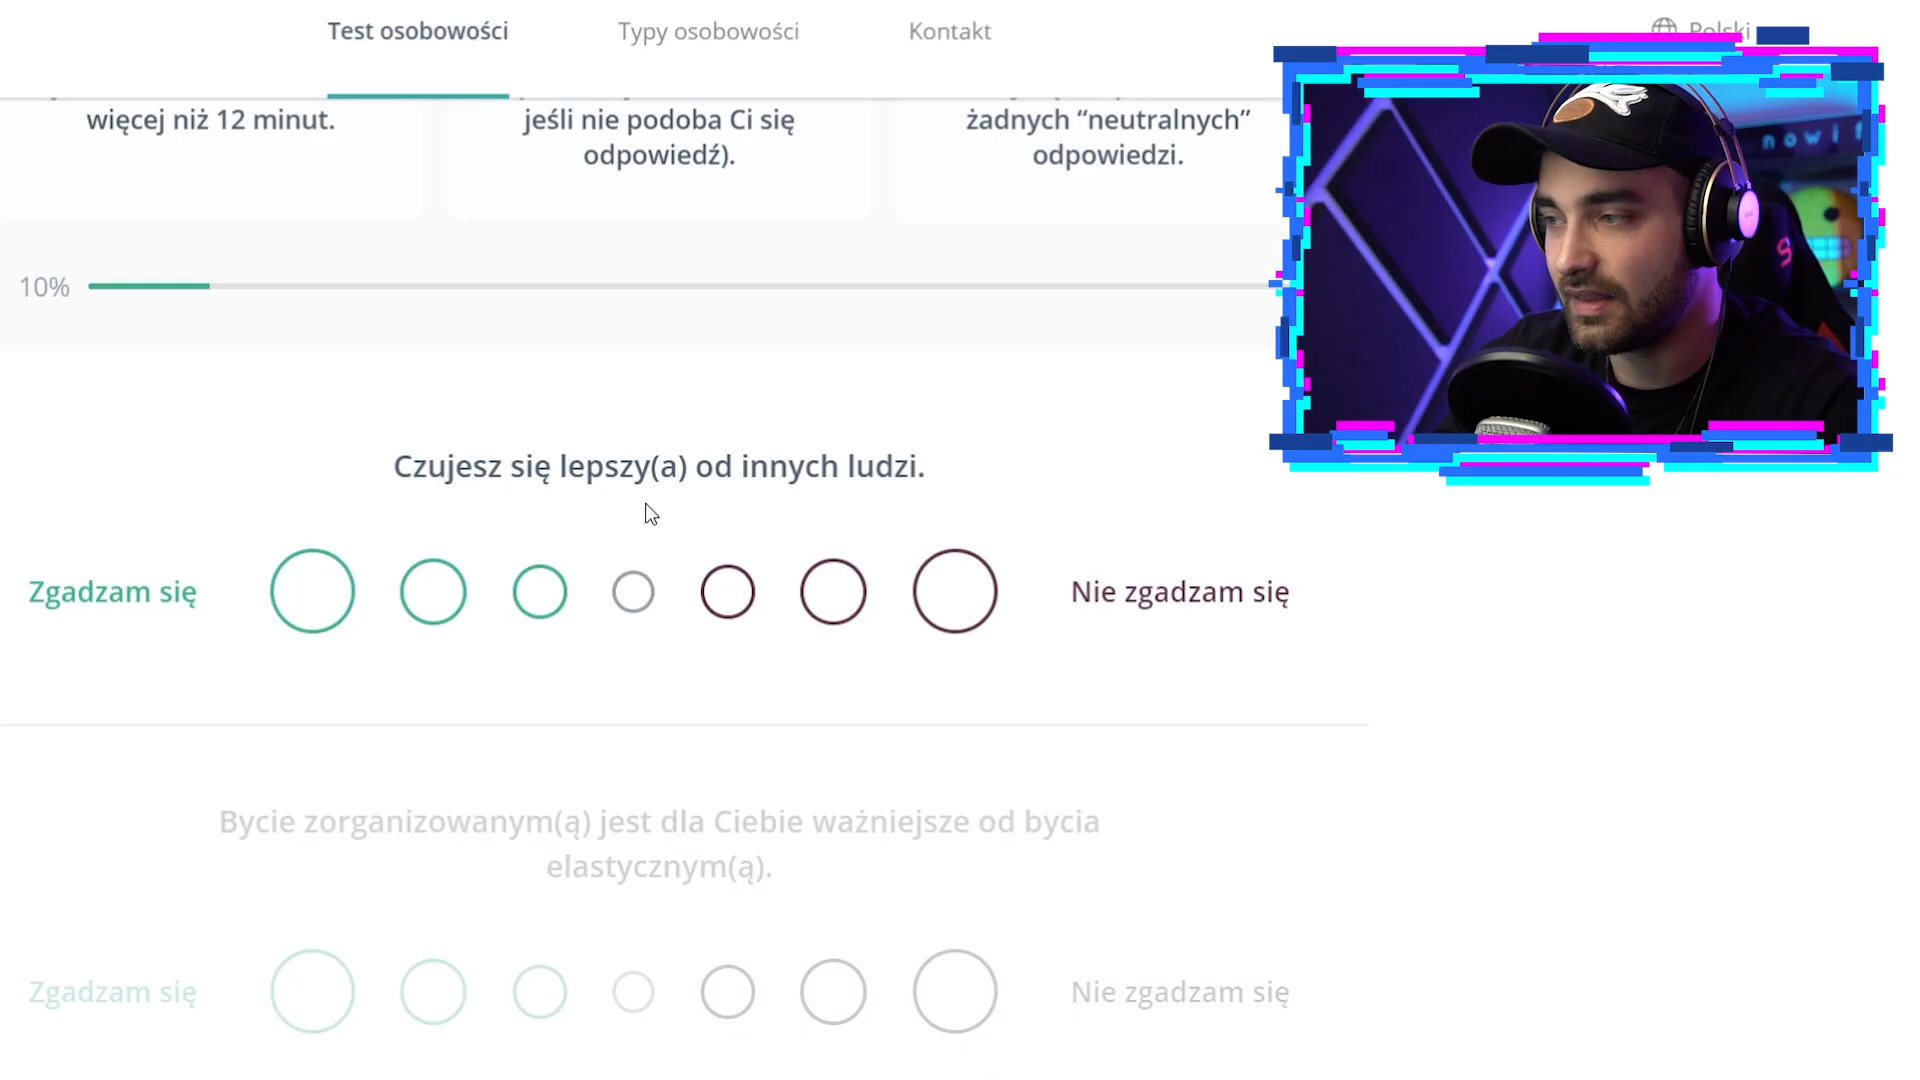 Test osobowości
Typy osobowości
Kontakt
Polski
więcej niż 12 minut.
jeśli nie podoba Ci się
odpowiedź).
żadnych “neutralnych”
odpowiedzi.
10%
Czujesz się lepszy(a) od innych ludzi.
Zgadzam się
Nie zgadzam się
Bycie zorganizowanym(ą) jest dla Ciebie ważniejsze od bycia
elastycznym(ą).
Zgadzam się
Nie zgadzam się